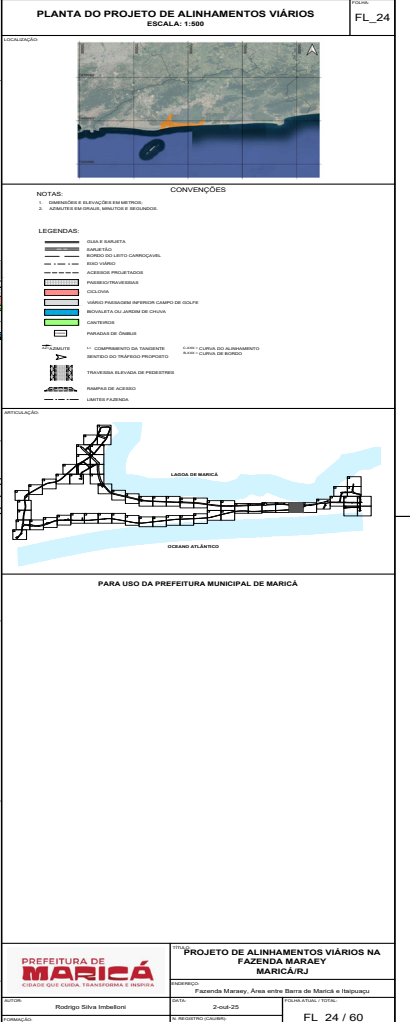 FOLHA:
PLANTA DO PROJETO DE ALINHAMENTOS VIÁRIOS
ESCALA: 1:500
FL_24
LOCALIZAÇÃO:
CONVENÇÕES
NOTAS:
1. DIMENSÕES E ELEVAÇÕES EM METROS;
2. AZIMUTES EM GRAUS, MINUTOS E SEGUNDOS.
LEGENDAS:
GUIA E SARJETA
SARJETÃO
BORDO DO LEITO CARROÇAVEL
EIXO VIÁRIO
ACESSOS PROJETADOS
PASSEIO/TRAVESSIAS
CICLOVIA
VIÁRIO PASSAGEM INFERIOR CAMPO DE GOLFE
BIOVALETA OU JARDIM DE CHUVA
CANTEIROS
PARADAS DE ÔNIBUS
AZIMUTE
COMPRIMENTO DA TANGENTE
CURVA DO ALINHAMENTO
CURVA DE BORDO
SENTIDO DO TRÁFEGO PROPOSTO
TRAVESSIA ELEVADA DE PEDESTRES
RAMPAS DE ACESSO
LIMITES FAZENDA
ARTICULAÇÃO:
LAGOA DE MARICÁ
OCEANO ATLÂNTICO
PARA USO DA PREFEITURA MUNICIPAL DE MARICÁ
PREFEITURA DE
MARICÁ
CIDADE QUE CUIDA, TRANSFORMA E INSPIRA
TÍTULO:
PROJETO DE ALINHAMENTOS VIÁRIOS NA
FAZENDA MARAEY
MARICÁ/RJ
ENDEREÇO:
Fazenda Maraey, Área entre Barra de Maricá e Itaipuaçu
AUTOR:
Rodrigo Silva Imbelloni
DATA:
2-out-25
FOLHA ATUAL / TOTAL:
FL_24 / 60
FORMAÇÃO:
N. REGISTRO (CAU/BR):